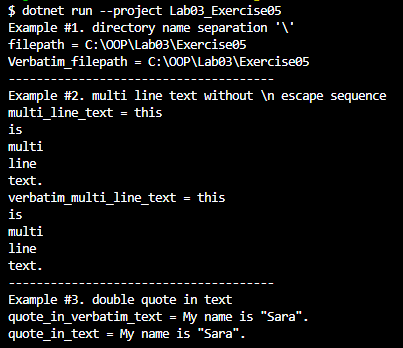 $ dotnet run --project Lab03_Exercise05
Example #1. directory name separation '\'
filepath = C:\OOP\Lab03\Exercise05
Verbatim_filepath = C:\OOP\Lab03\Exercise05
-------------------------------------
Example #2. multi line text without \n escape sequence
multi_line_text = this
is
multi
line
text.
verbatim_multi_line_text = this
is
multi
line
text.
-------------------------------------
Example #3. double quote in text
quote_in_verbatim_text = My name is "Sara".
quote_in_text = My name is "Sara".